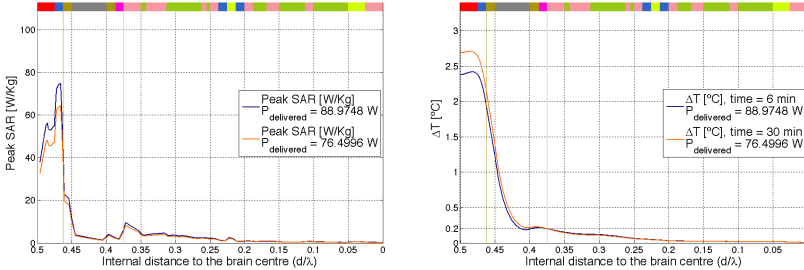 100
80
60
40
20
0
Peak SAR [W/Kg]
Peak SAR [W/Kg]
P delivered = 88.9748 W
Peak SAR [W/Kg]
P delivered = 76.4996 W
0.5 0.45 0.4 0.35 0.3 0.25 0.2 0.15 0.1 0.05 0
Internal distance to the brain centre (d/λ)
3
2.5
2
1.5
1
0.5
0.2
0
ΔT [ºC]
ΔT [ºC], time = 6 min
P delivered = 88.9748 W
ΔT [ºC], time = 30 min
P delivered = 76.4996 W
0.5 0.45 0.4 0.35 0.3 0.25 0.2 0.15 0.1 0.05
Internal distance to the brain centre (d/λ)